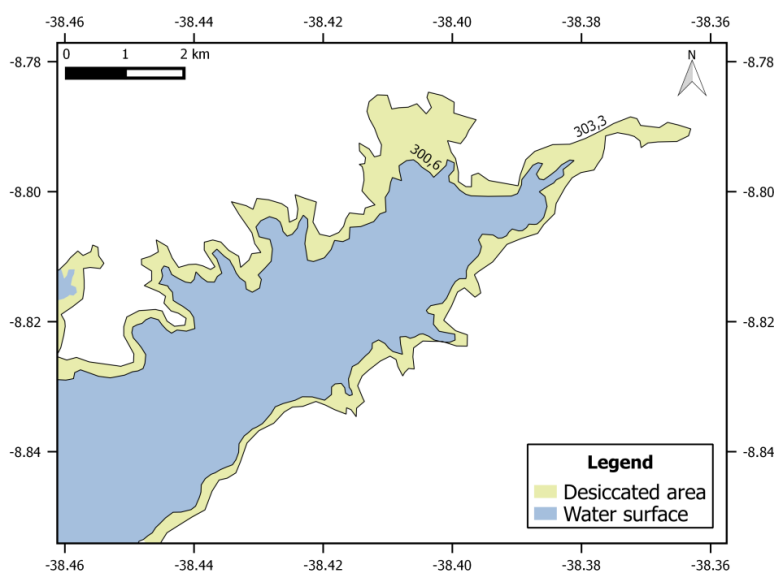 -38.46 -38.44 -38.42 -38.40 -38.38 -38.36
-8.78 0 1 2 km N -8.78
303,3
300,6
-8.80 -8.80
-8.82 -8.82
-8.84 -8.84
Legend
Desiccated area
Water surface
-38.46 -38.44 -38.42 -38.40 -38.38 -38.36